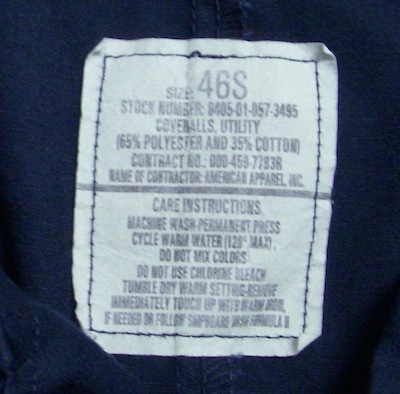 SIZE: 46S
STOCK NUMBER: 8405-01-057-3495
COVERALLS, UTILITY
(65% POLYESTER AND 35% COTTON)
CONTRACT NO.: 000-459-7793R
NAME OF CONTRACTOR: AMERICAN APPAREL, INC.
CARE INSTRUCTIONS
MACHINE WASH-PERMANENT PRESS
CYCLE WARM WATER (120° MAX),
DO NOT MIX COLORS
DO NOT USE CHLORINE BLEACH
TUMBLE DRY WARM SETTING-REMOVE
IMMEDIATELY TOUCH UP WITH WARM IRON,
IF NEEDED OR FOLLOW SHIPBOARD WASH FORMULA II